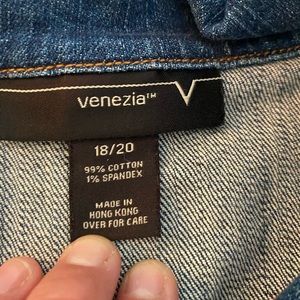 venezia™ V
18/20
99% COTTON
1% SPANDEX
MADE IN
HONG KONG
OVER FOR CARE